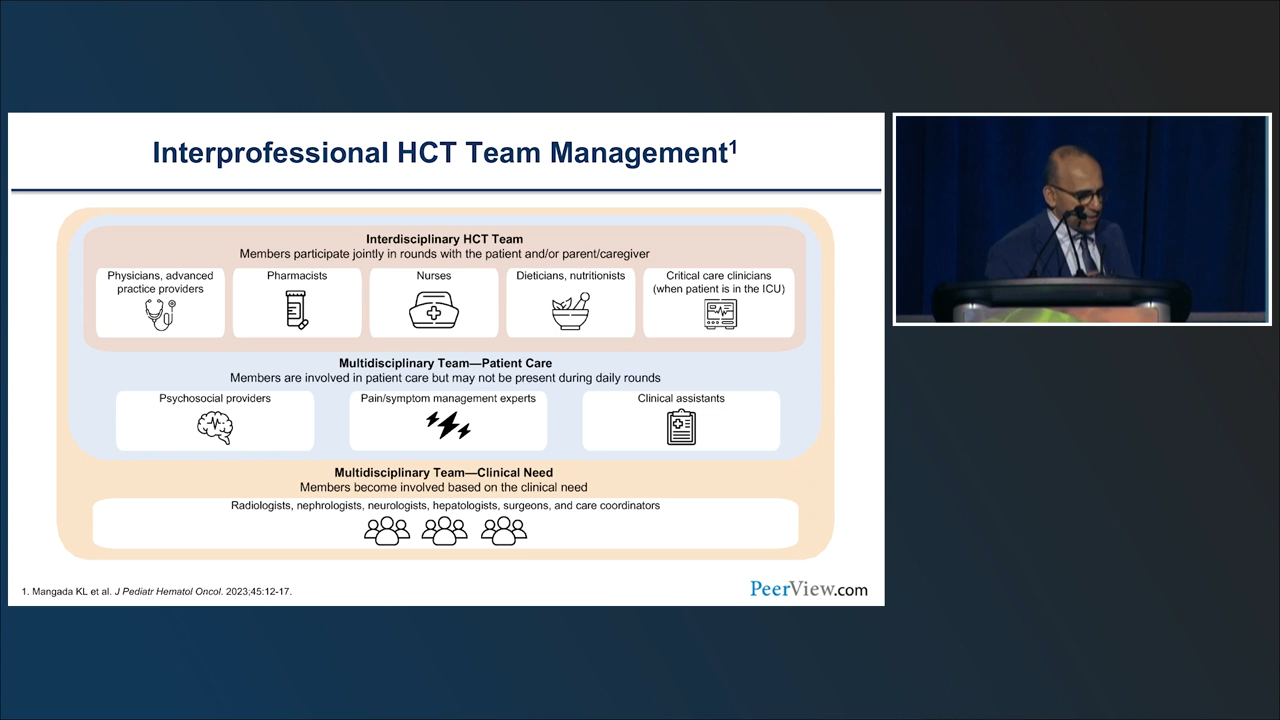 Interprofessional HCT Team Management¹
Interdisciplinary HCT Team
Members participate jointly in rounds with the patient and/or parent/caregiver
Physicians, advanced
practice providers
Pharmacists
Nurses
Dieticians, nutritionists
Critical care clinicians
(when patient is in the ICU)
Multidisciplinary Team—Patient Care
Members are involved in patient care but may not be present during daily rounds
Psychosocial providers
Pain/symptom management experts
Clinical assistants
Multidisciplinary Team—Clinical Need
Members become involved based on the clinical need
Radiologists, nephrologists, neurologists, hepatologists, surgeons, and care coordinators
1. Mangada KL et al. J Pediatr Hematol Oncol. 2023;45:12-17.
PeerView.com